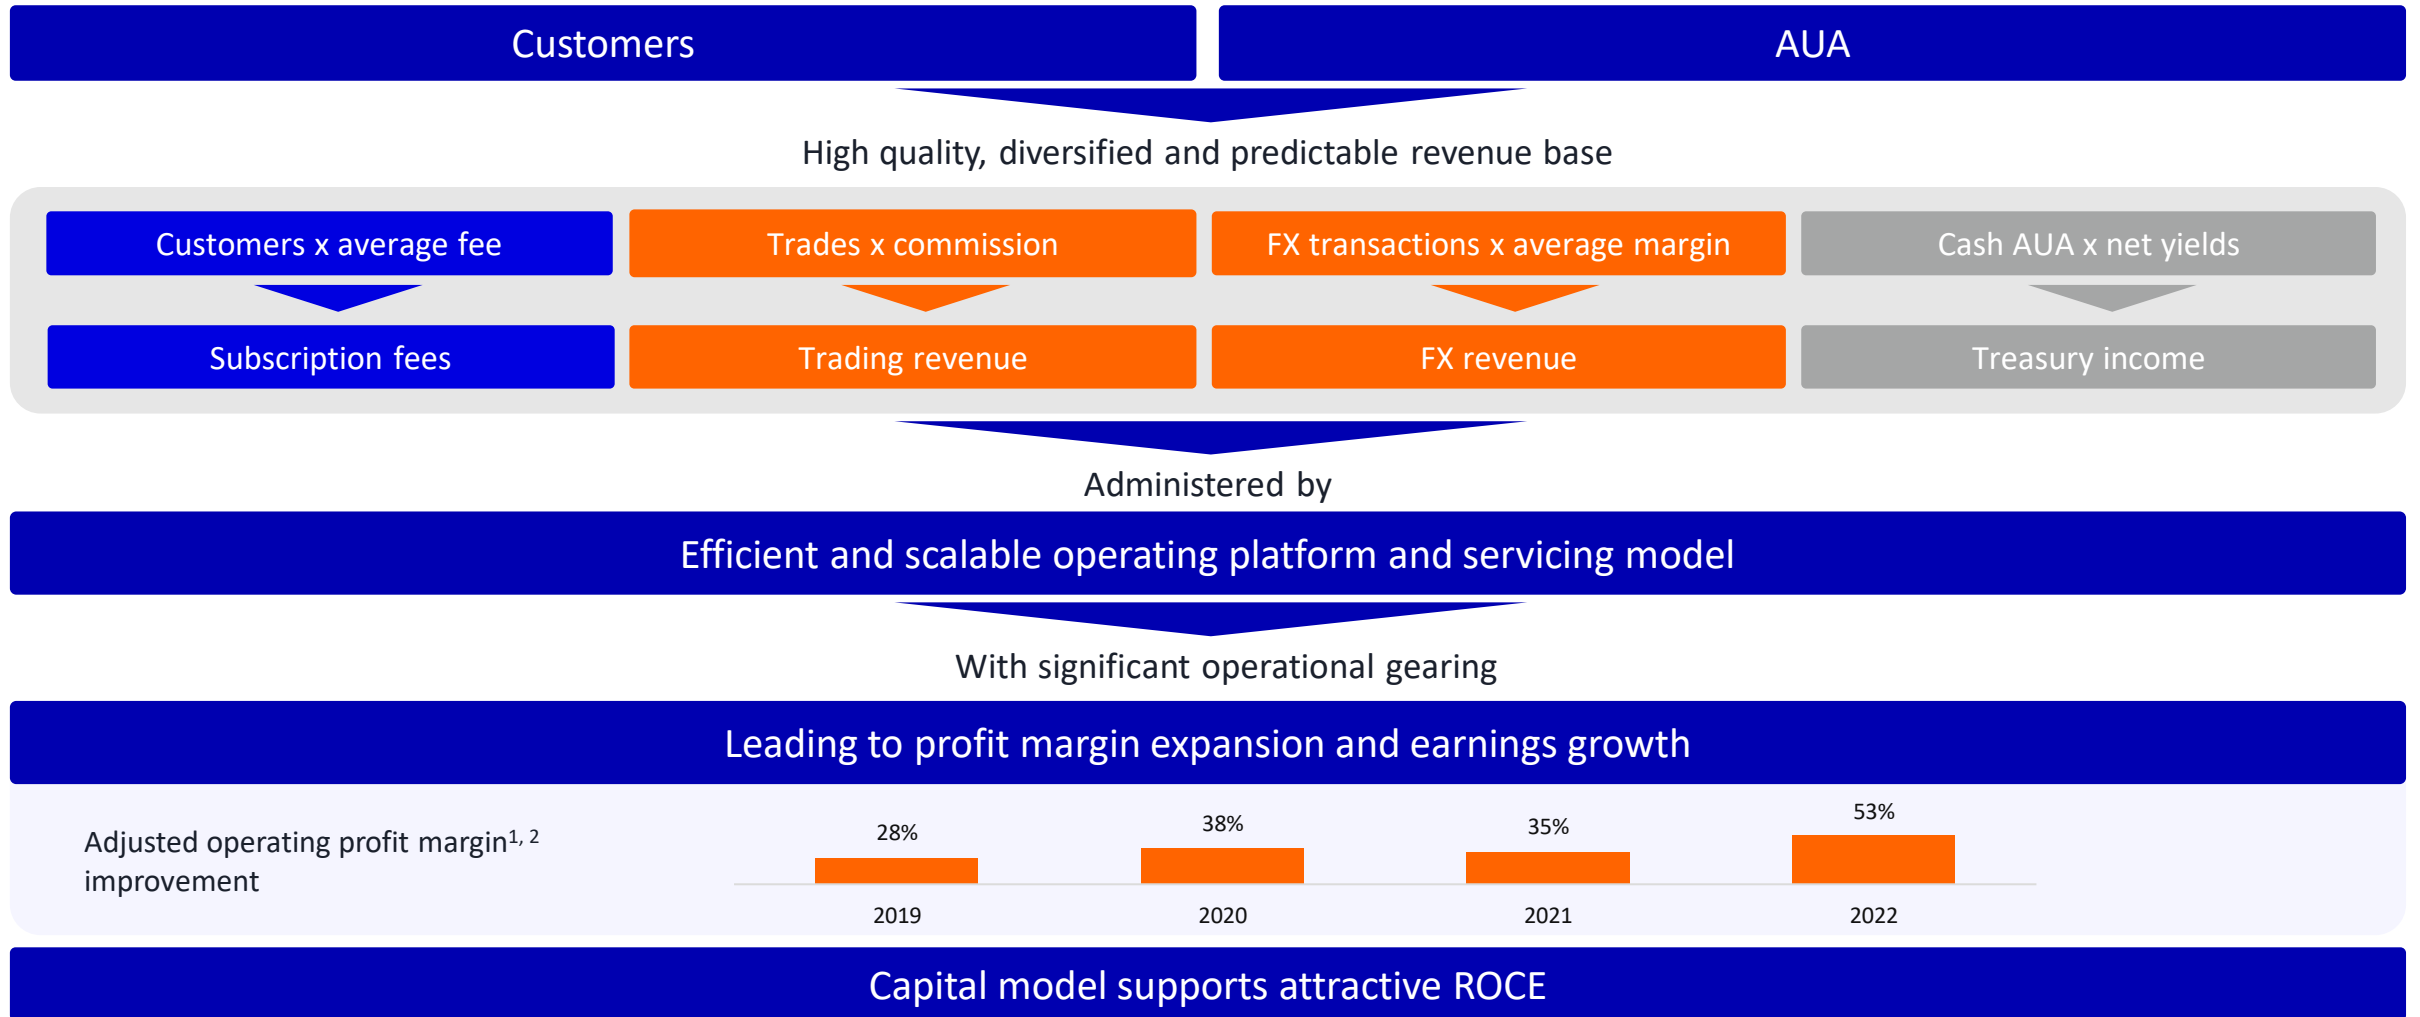 Customers
AUA
High quality, diversified and predictable revenue base
Customers x average fee
Trades x commission
FX transactions x average margin
Cash AUA x net yields
Subscription fees
Trading revenue
FX revenue
Treasury income
Administered by
Efficient and scalable operating platform and servicing model
With significant operational gearing
Leading to profit margin expansion and earnings growth
Adjusted operating profit margin1, 2
improvement
28%
38%
35%
53%
2019
2020
2021
2022
Capital model supports attractive ROCE